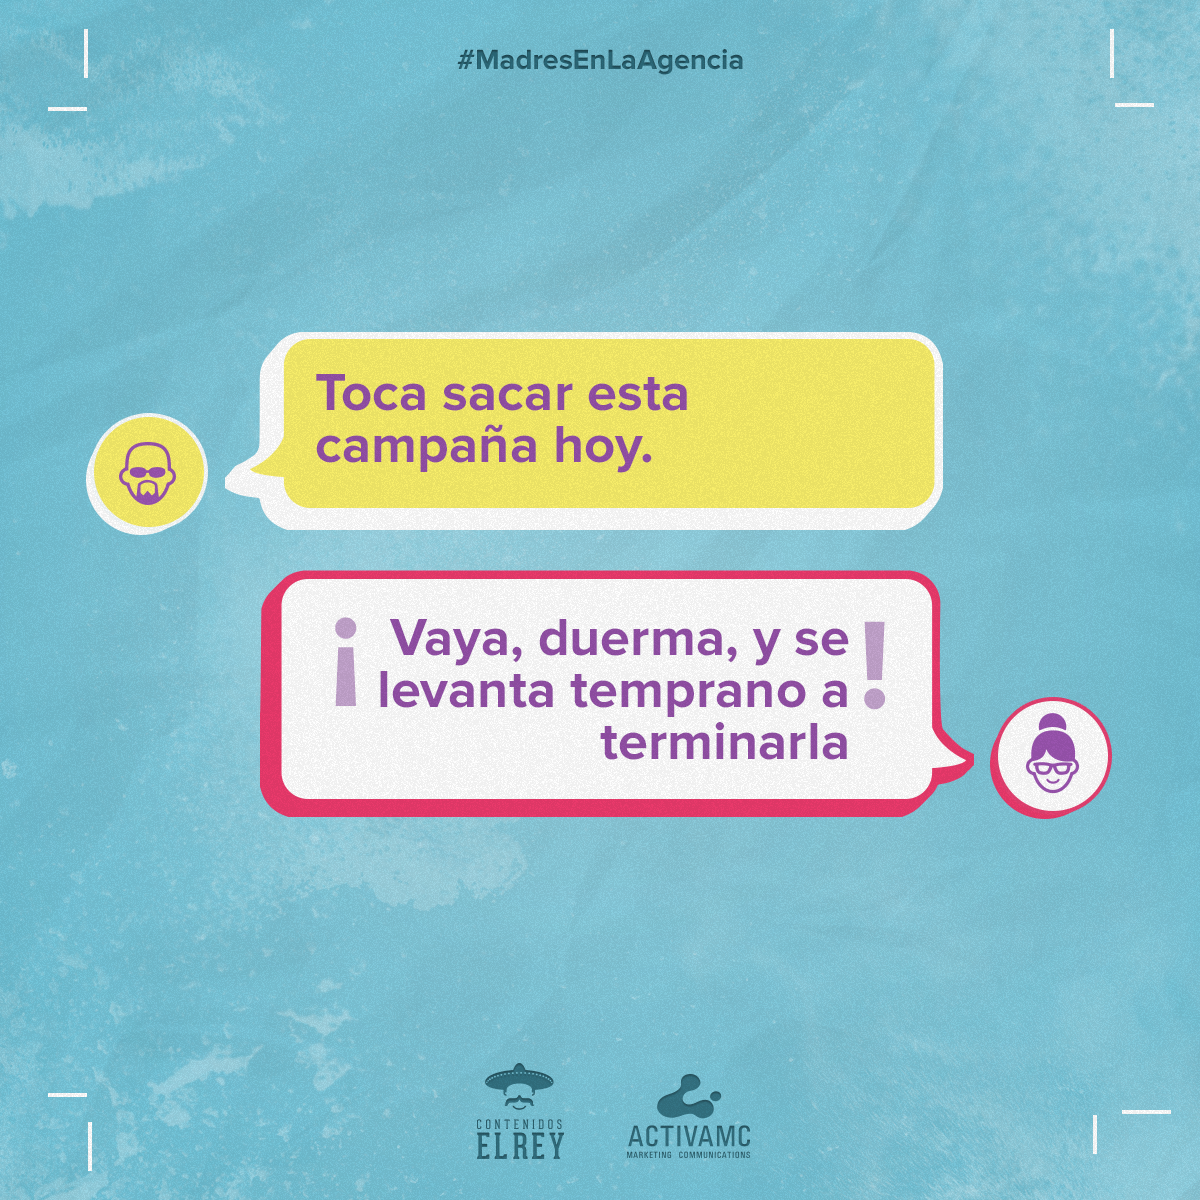 #MadresEnLaAgencia
Toca sacar esta
campaña hoy.
¡Vaya, duerma, y se
levanta temprano a
terminarla!
CONTENIDOS
EL REY
ACTIVAMC
MARKETING COMMUNICATIONS